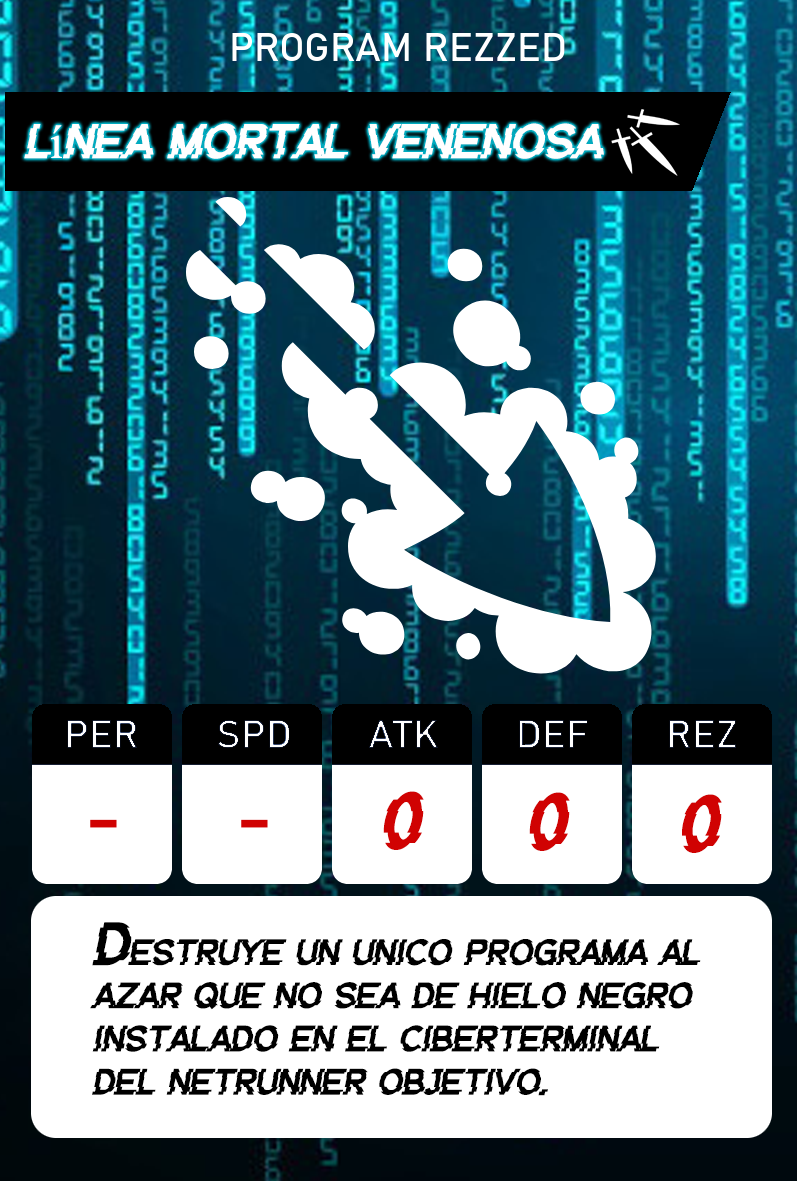 PROGRAM REZZED
LíNEA MORTAL VENENOSA
PER SPD ATK DEF REZ
- - 0 0 0
DESTRUYE UN UNICO PROGRAMA AL
AZAR QUE NO SEA DE HIELO NEGRO
INSTALADO EN EL CIBERTERMINAL
DEL NETRUNNER OBJETIVO.